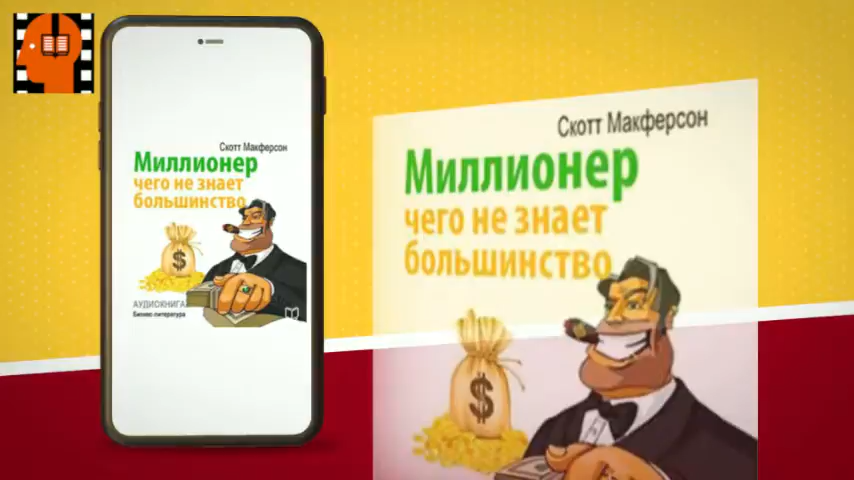 Скотт Макферсон
Миллионер
чего не знает
большинство
$
АУДИОКНИГА
Бизнес литература
Скотт Макферсон
Миллионер
чего не знает
большинство
$